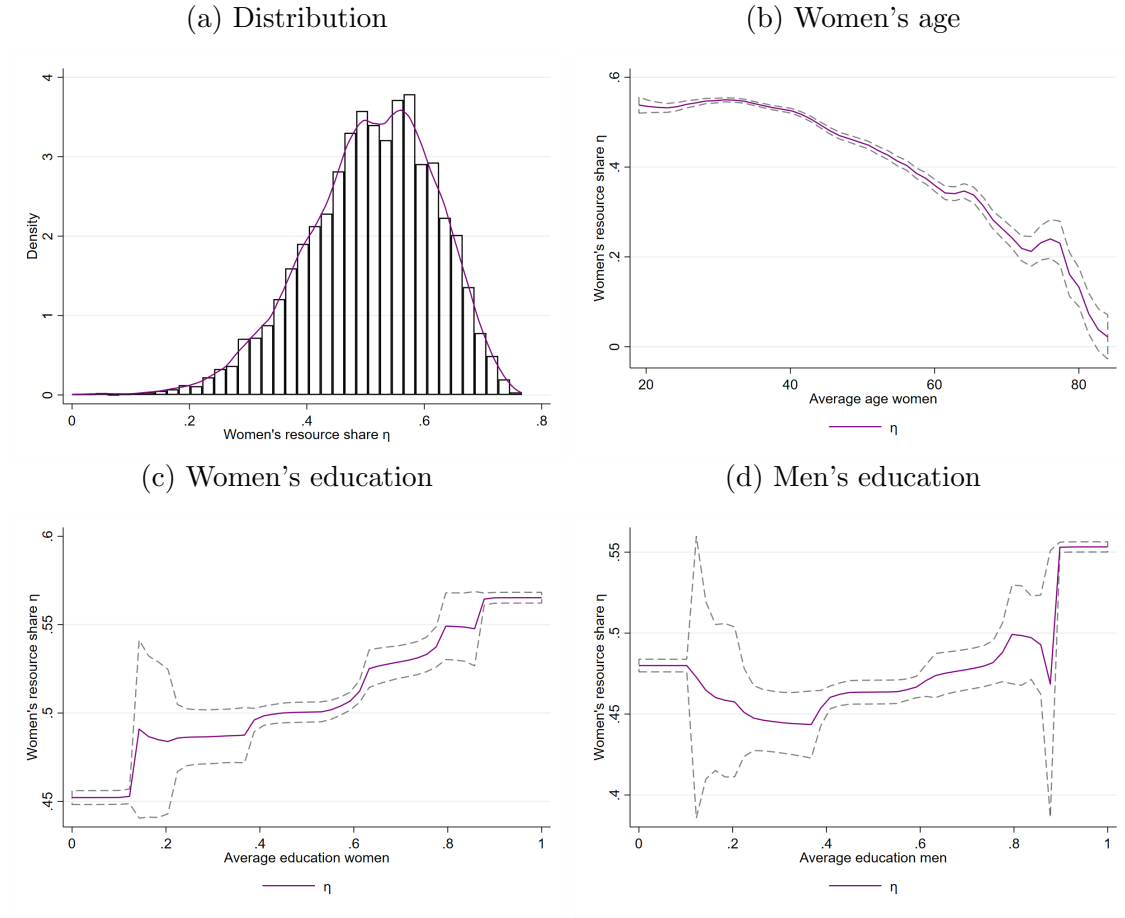 (a) Distribution
Density
4
3
2
1
0
0
.2
.4
.6
.8
Women's resource share η
(b) Women's age
Women's resource share η
.6
.4
.2
0
20
40
60
80
Average age women
η
(c) Women's education
Women's resource share η
.6
.55
.5
.45
0
.2
.4
.6
.8
1
Average education women
η
(d) Men's education
Women's resource share η
.55
.5
.45
.4
0
.2
.4
.6
.8
1
Average education men
η